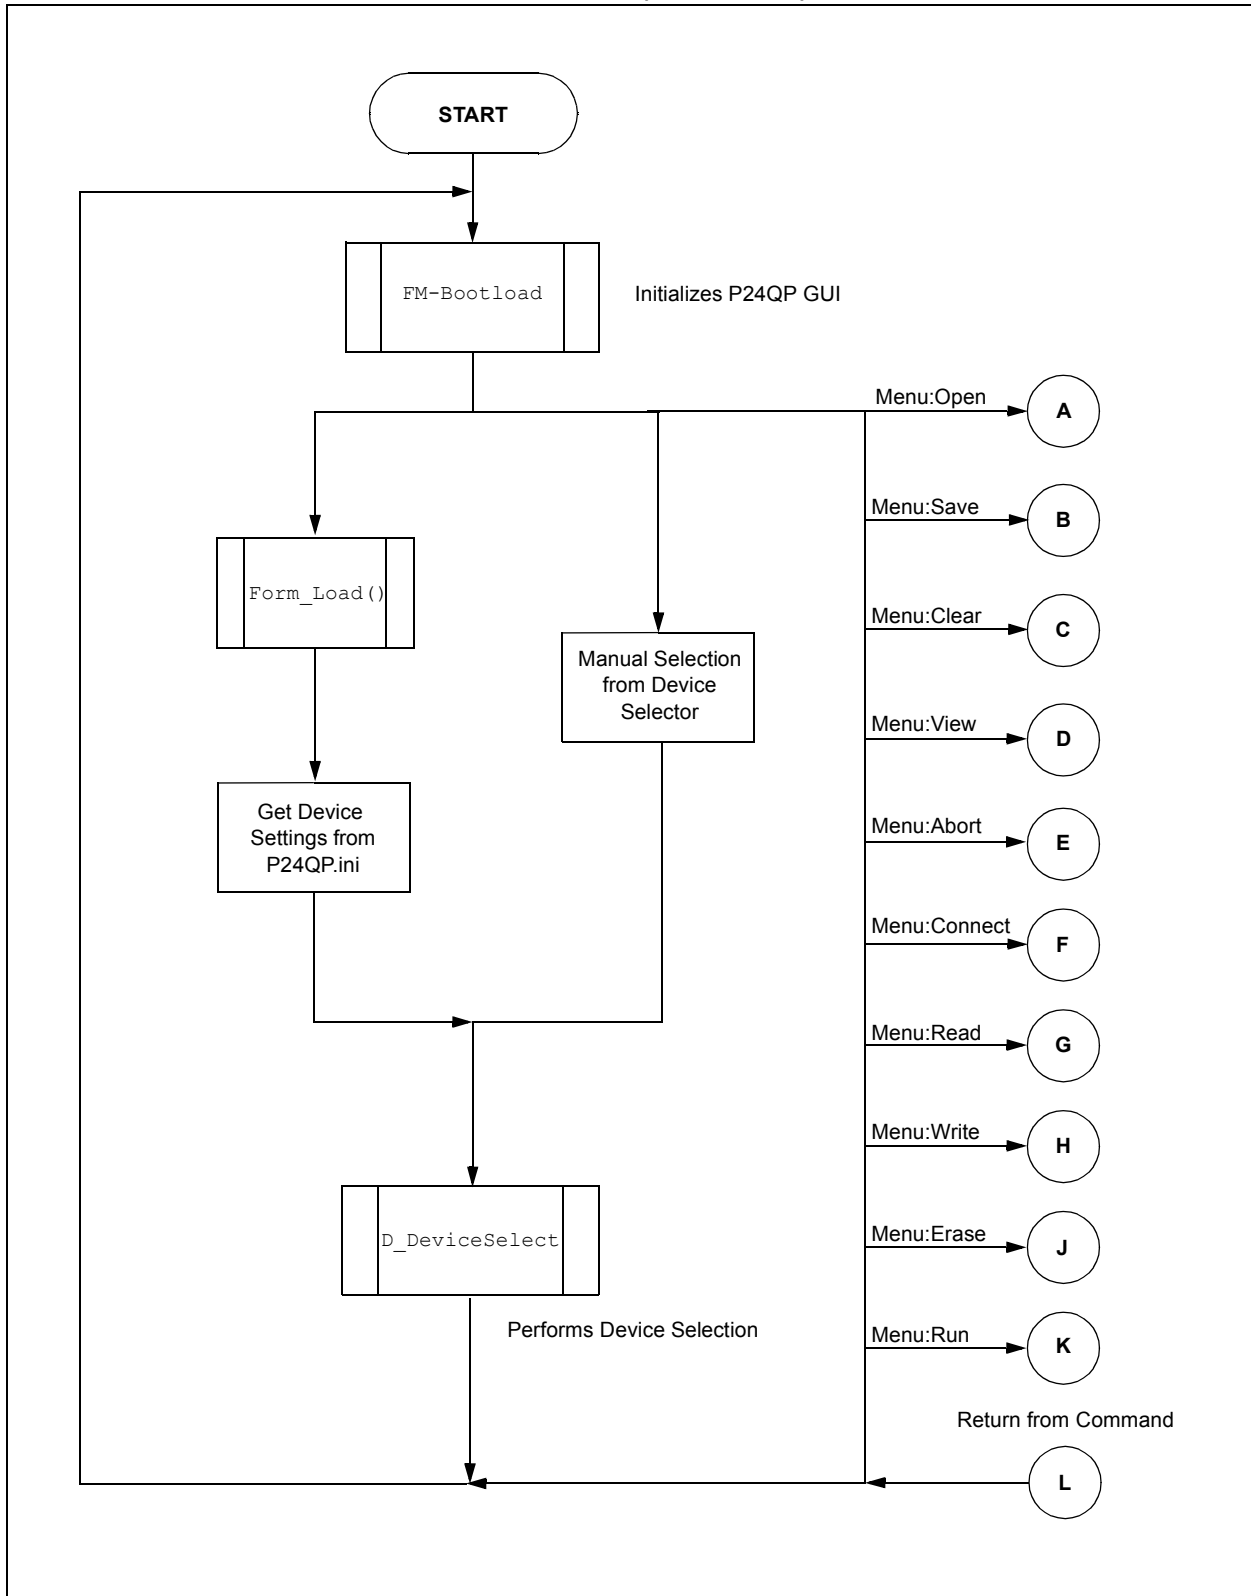 START
FM-Bootload
Initializes P24QP GUI
Menu:Open
A
Menu:Save
B
Form_Load()
Menu:Clear
C
Manual Selection
from Device
Selector
Menu:View
D
Get Device
Settings from
P24QP.ini
Menu:Abort
E
Menu:Connect
F
Menu:Read
G
Menu:Write
H
D_DeviceSelect
Menu:Erase
J
Performs Device Selection
Menu:Run
K
Return from Command
L